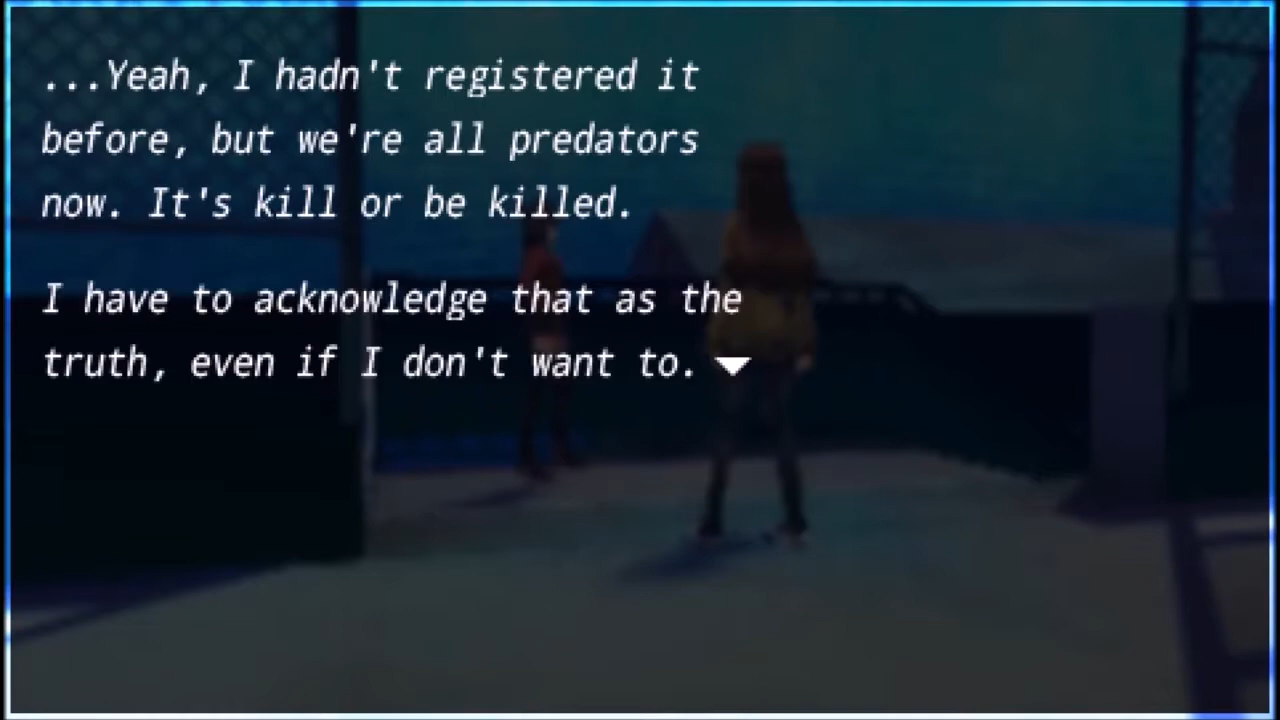 ...Yeah, I hadn't registered it
before, but we're all predators
now. It's kill or be killed.
I have to acknowledge that as the
truth, even if I don't want to.